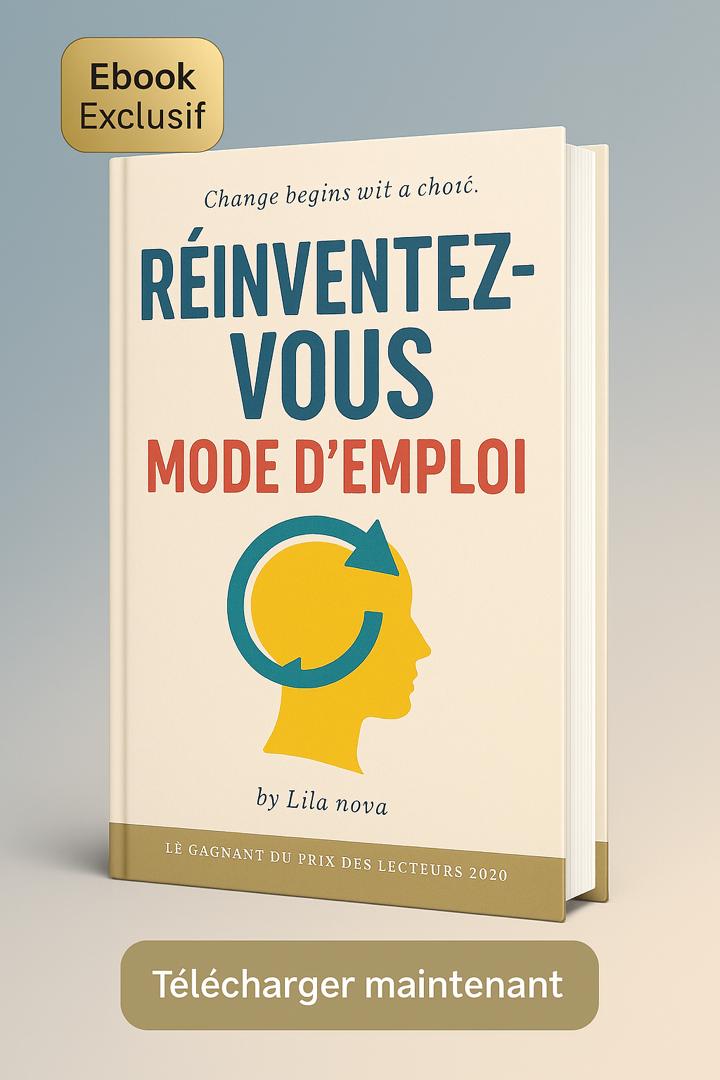 Ebook
Exclusif
Change begins wit a choıć.
RÉINVENTEZ-
VOUS
MODE D’EMPLOI
by Lila nova
LÈ GAGNANT DU PRIX DES LECTEURS 2020
Télécharger maintenant